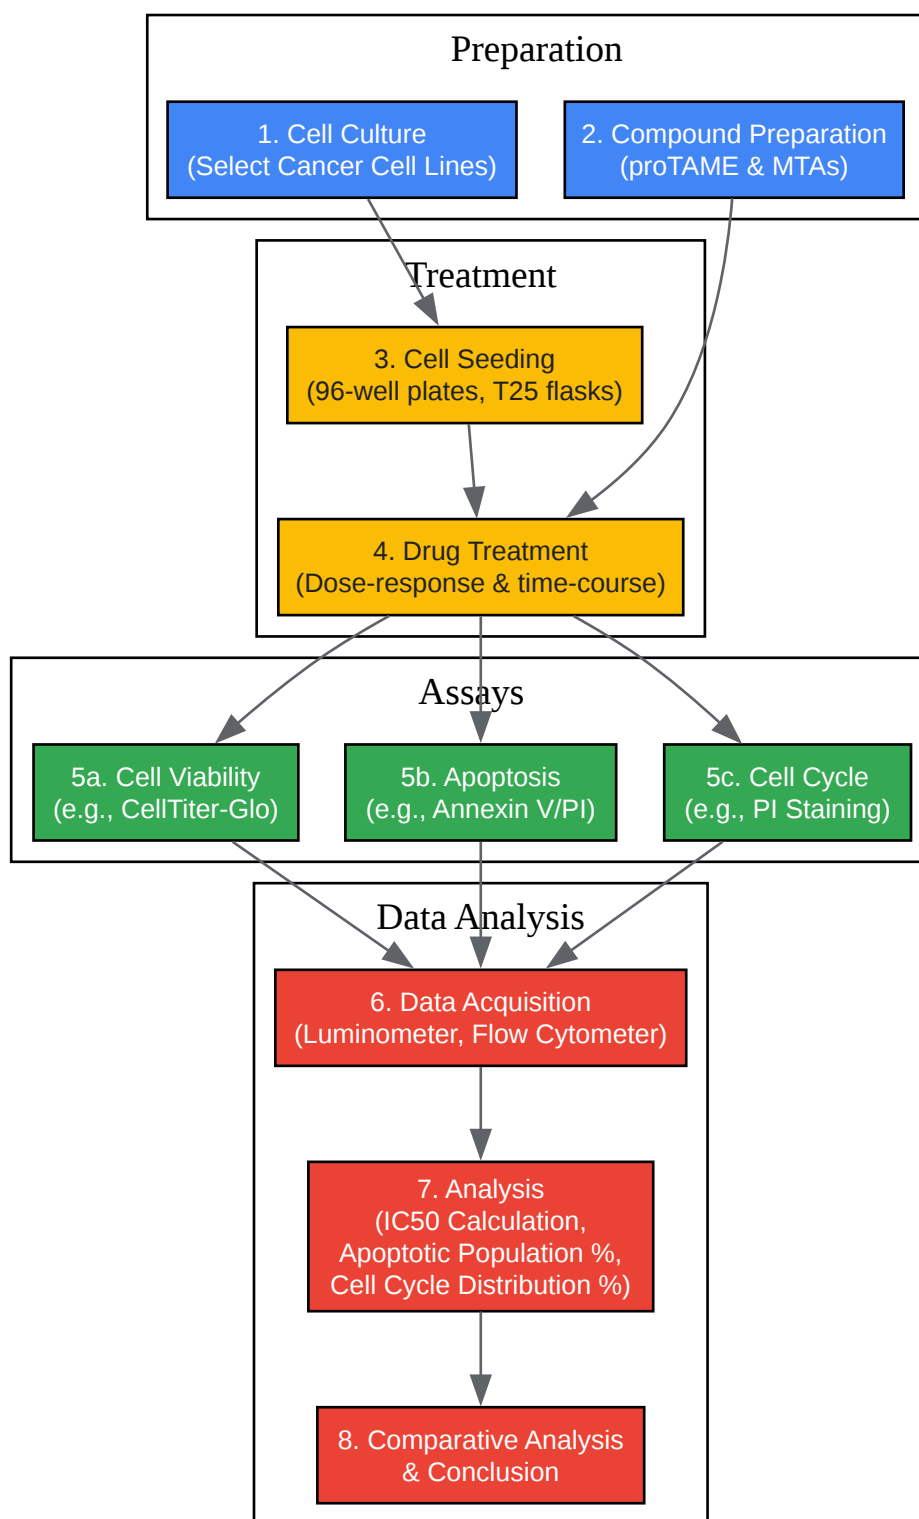 Preparation
1. Cell Culture
(Select Cancer Cell Lines)
2. Compound Preparation
(proTAME & MTAs)
Treatment
3. Cell Seeding
(96-well plates, T25 flasks)
4. Drug Treatment
(Dose-response & time-course)
Assays
5a. Cell Viability
(e.g., CellTiter-Glo)
5b. Apoptosis
(e.g., Annexin V/PI)
5c. Cell Cycle
(e.g., PI Staining)
Data Analysis
6. Data Acquisition
(Luminometer, Flow Cytometer)
7. Analysis
(IC50 Calculation,
Apoptotic Population %,
Cell Cycle Distribution %)
8. Comparative Analysis
& Conclusion